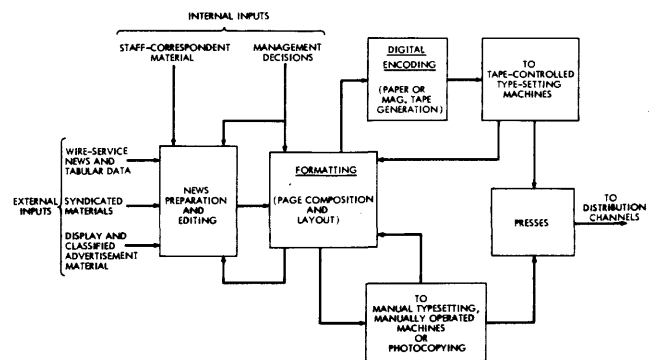 INTERNAL INPUTS
STAFF-CORRESPONDENT
MATERIAL
MANAGEMENT
DECISIONS
DIGITAL
ENCODING
(PAPER OR
MAG. TAPE
GENERATION)
TO
TAPE-CONTROLLED
TYPE-SETTING
MACHINES
EXTERNAL
INPUTS
WIRE-SERVICE
NEWS AND
TABULAR DATA
SYNDICATED
MATERIALS
DISPLAY AND
CLASSIFIED
ADVERTISEMENT
MATERIAL
NEWS
PREPARATION
AND
EDITING
FORMATTING
(PAGE COMPOSITION
AND
LAYOUT)
PRESSES
TO
DISTRIBUTION
CHANNELS
TO
MANUAL TYPESETTING,
MANUALLY OPERATED
MACHINES
OR
PHOTOCOPYING